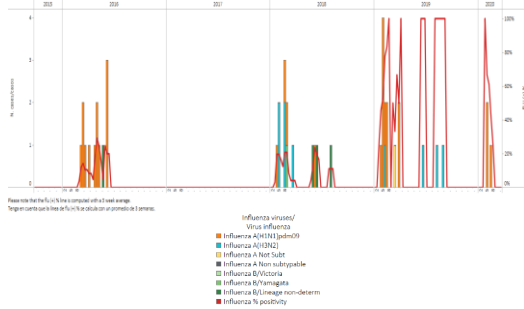 2015 2016 2017 2018 2019 2020
4 100%
3 80%
60%
2
40%
1 20%
0 0%
Please note that the flu (+) % line is computed with a 3 week average.
Tenga en cuenta que la línea de flu (+) % se calcula con un promedio de 3 semanas.
Influenza viruses/
Virus influenza
Influenza A(H1N1)pdm09
Influenza A(H3N2)
Influenza A Not Subt
Influenza A Non subtypable
Influenza B/Victoria
Influenza B/Yamagata
Influenza B/Lineage non-determ
Influenza % positivity